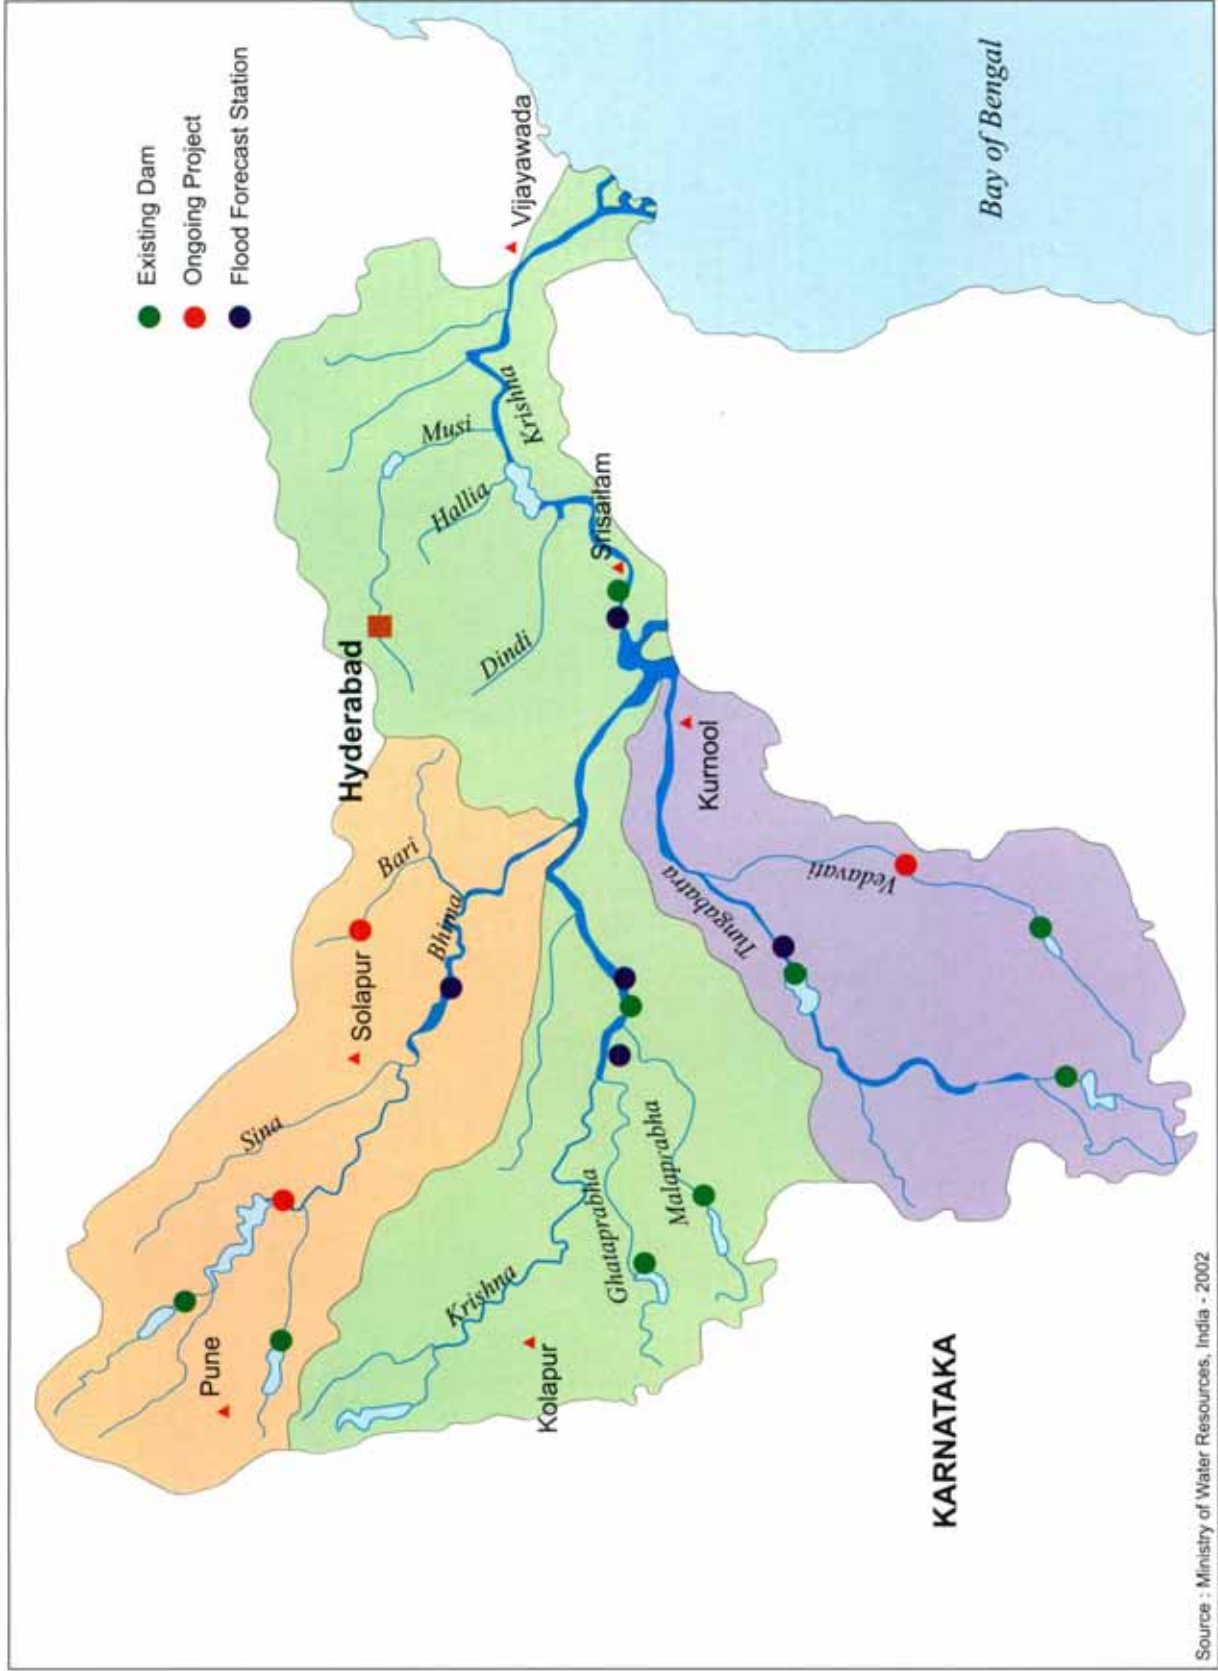 Existing Dam
Ongoing Project
Flood Forecast Station
Vijayawada
Bay of Bengal
Krishna
Musi
Hallia
Srisailam
Dindi
Hyderabad
Kurnool
Bari
Bhima
Solapur
Tungabatra
Vedavati
Sina
Malaprabha
Ghataprabha
Krishna
Pune
Kolapur
KARNATAKA
Source : Ministry of Water Resources, India - 2002